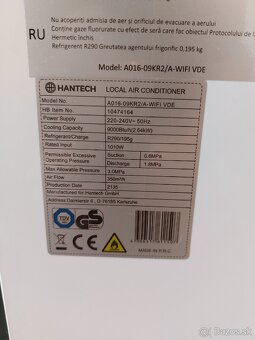 RU
Nu acoperiți admisia de aer și orificiul de evacuare a aerului
Conține gaze fluorurate cu efect de seră care fac obiectul Protocolului de
Hermetic închis
Refrigerent R290 Greutatea agentului frigorific 0,195 kg
Model: A016-09KR2/A-WIFI VDE
HANTECH LOCAL AIR CONDITIONER
Model No. A016-09KR2/A-WIFI VDE
HB Item No. 10474164
Power Supply 220-240V~ 50Hz
Cooling Capacity 9000Btu/h(2.64kW)
Refrigerant/Charge R290/195g
Rated Input 1010W
Permissible Excessive Operating Pressure Suction 0.6MPa
Discharge 1.8MPa
Max Allowable Pressure 3.0MPa
Air Flow 350m³/h
Production Date 2135
Manufactured for Hantech GmbH
Address:Daimlerstr 6, D-76185 Karlsruhe
TÜV
GS
CE
MADE IN P.R.C
bazos.sk